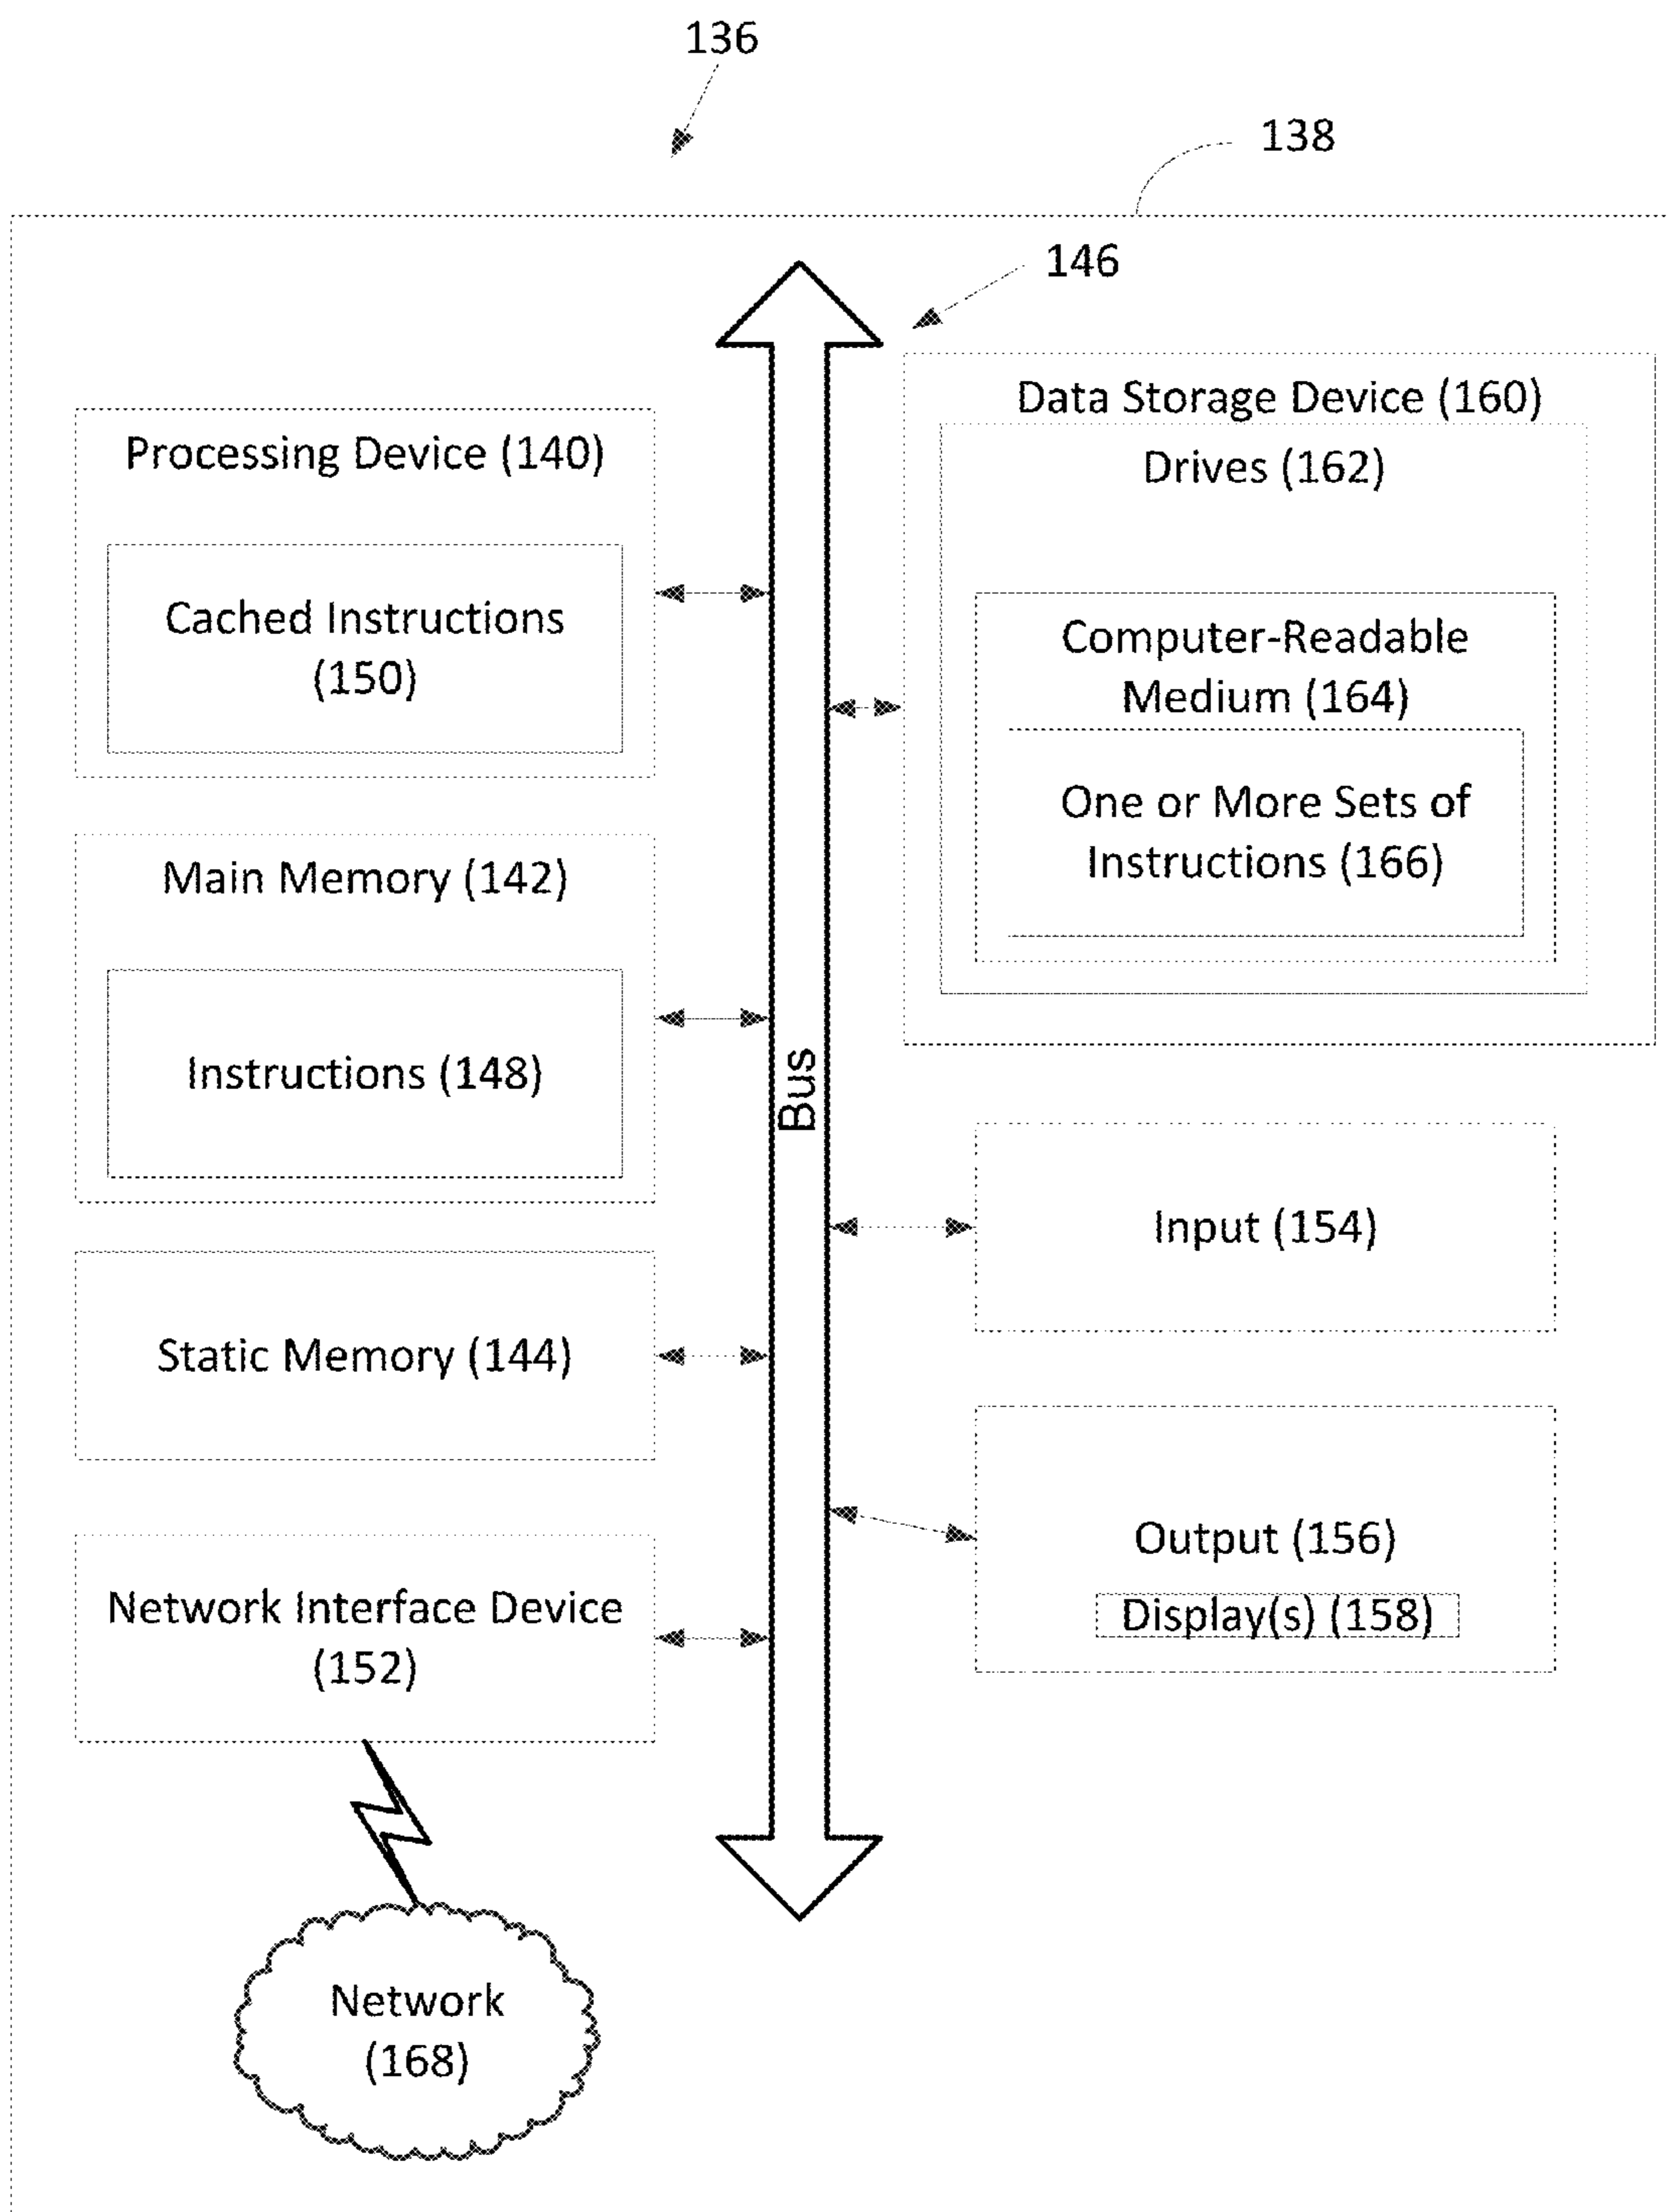 136
138
146
Processing Device (140)
Cached Instructions
(150)
Main Memory (142)
Instructions (148)
Static Memory (144)
Network Interface Device
(152)
Network
(168)
Bus
Data Storage Device (160)
Drives (162)
Computer-Readable
Medium (164)
One or More Sets of
Instructions (166)
Input (154)
Output (156)
Display(s) (158)